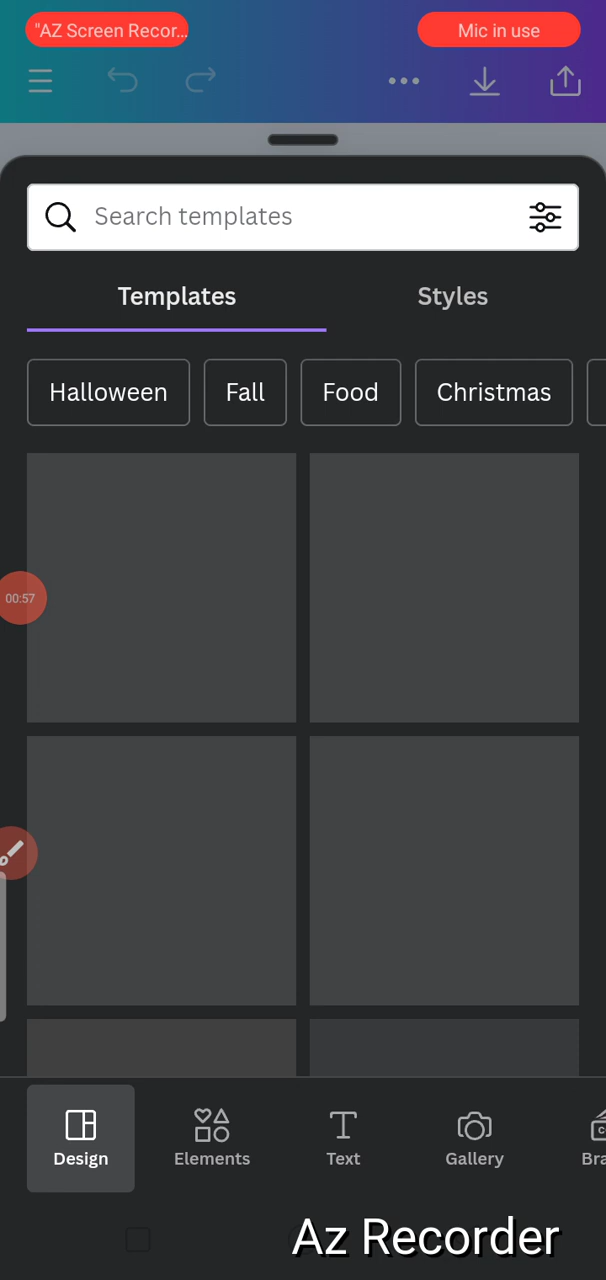 "AZ Screen Recor...
Mic in use
Search templates
Templates
Styles
Halloween
Fall
Food
Christmas
00:57
Design
Elements
Text
Gallery
Bra
Az Recorder